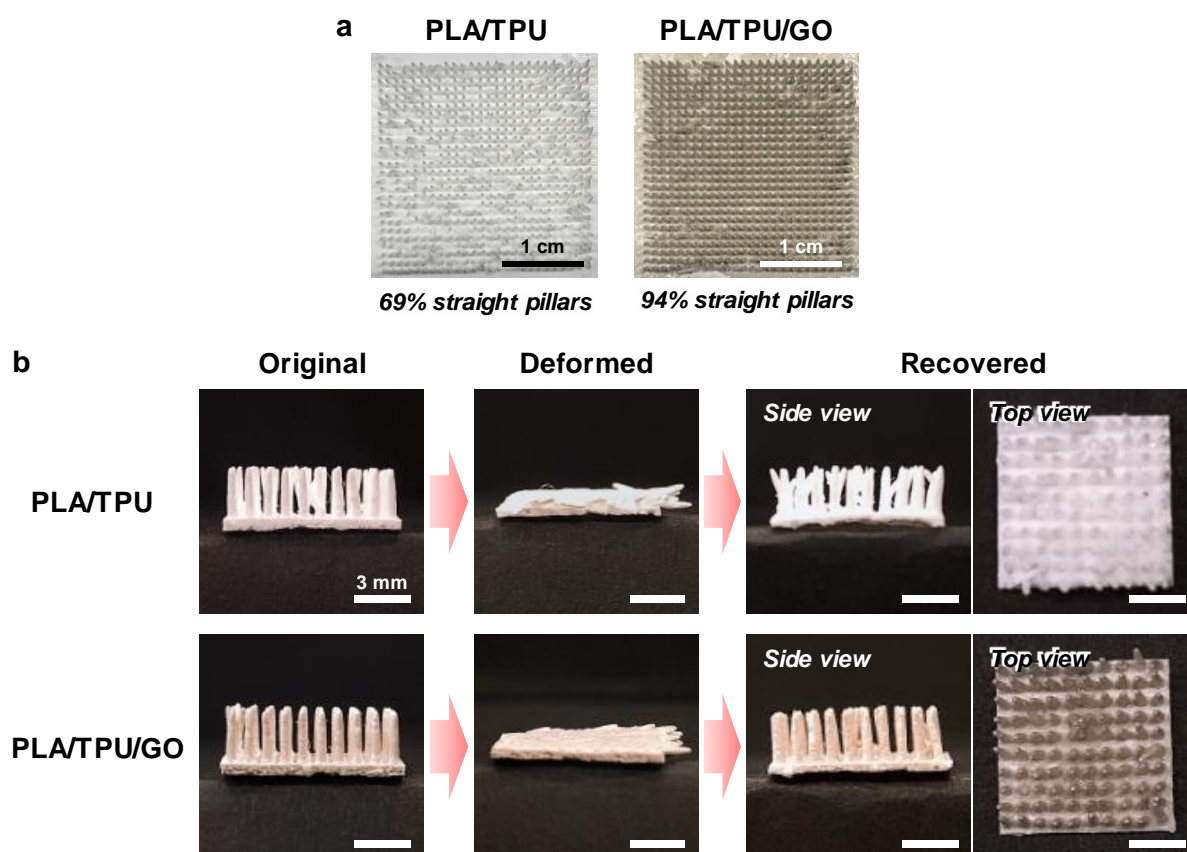 a
PLA/TPU
PLA/TPU/GO
1 cm
1 cm
69% straight pillars
94% straight pillars
b
Original
Deformed
Recovered
PLA/TPU
3 mm
Side view
Top view
PLA/TPU/GO
Side view
Top view